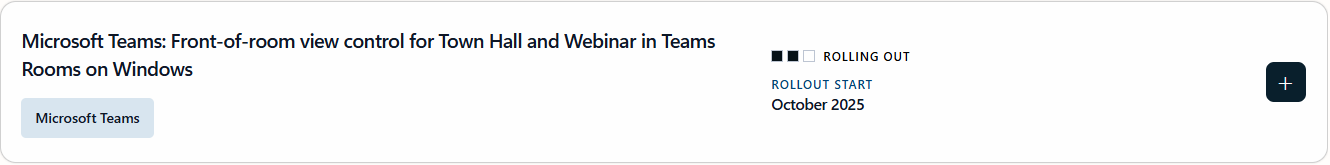 Microsoft Teams: Front-of-room view control for Town Hall and Webinar in Teams
Rooms on Windows
Microsoft Teams
ROLLING OUT
ROLLOUT START
October 2025